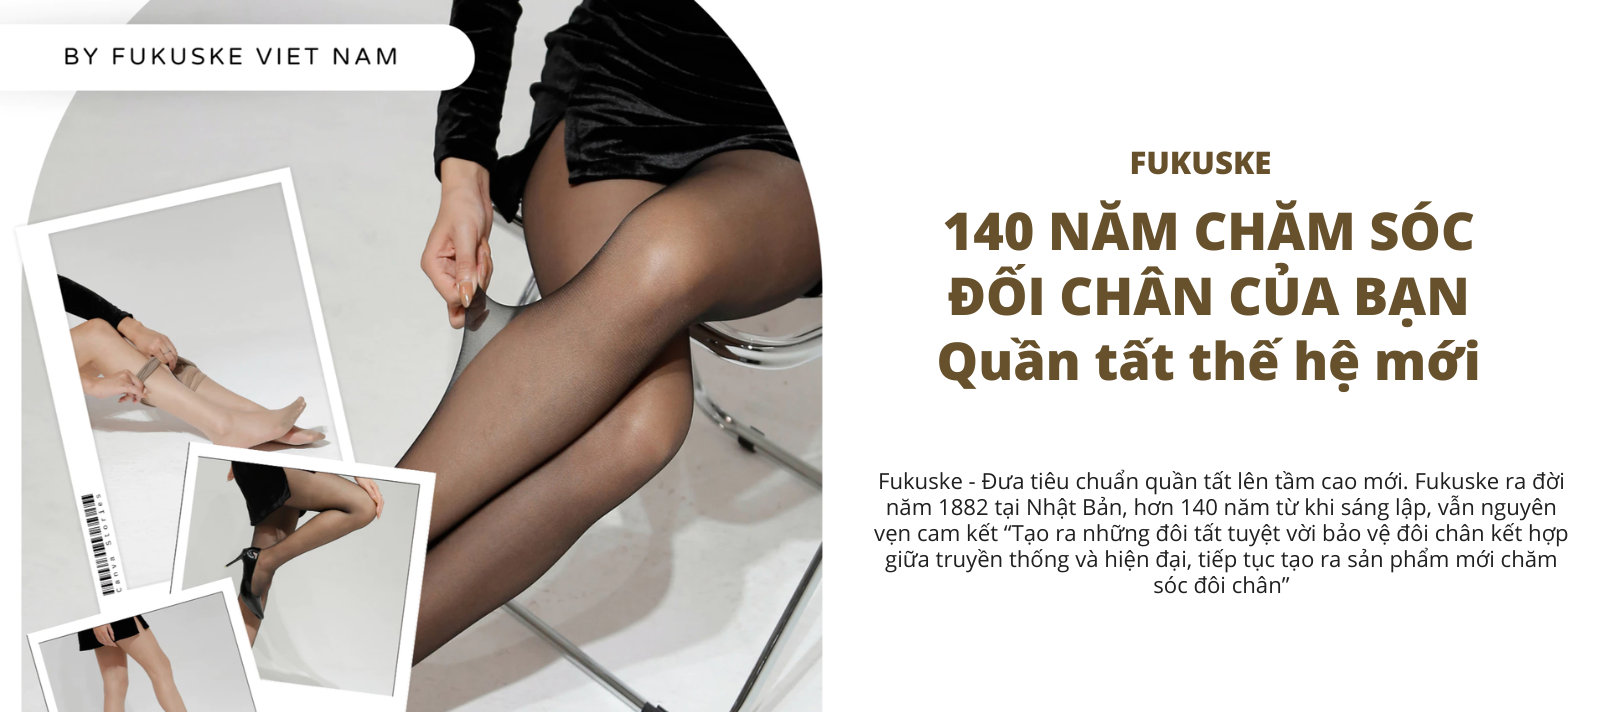 BY FUKUSKE VIET NAM
Canva Stories
FUKUSKE
140 NĂM CHĂM SÓC
ĐỐI CHÂN CỦA BẠN
Quần tất thế hệ mới
Fukuske - Đưa tiêu chuẩn quần tất lên tầm cao mới. Fukuske ra đời
năm 1882 tại Nhật Bản, hơn 140 năm từ khi sáng lập, vẫn nguyên
vẹn cam kết “Tạo ra những đôi tất tuyệt vời bảo vệ đôi chân kết hợp
giữa truyền thống và hiện đại, tiếp tục tạo ra sản phẩm mới chăm
sóc đôi chân”